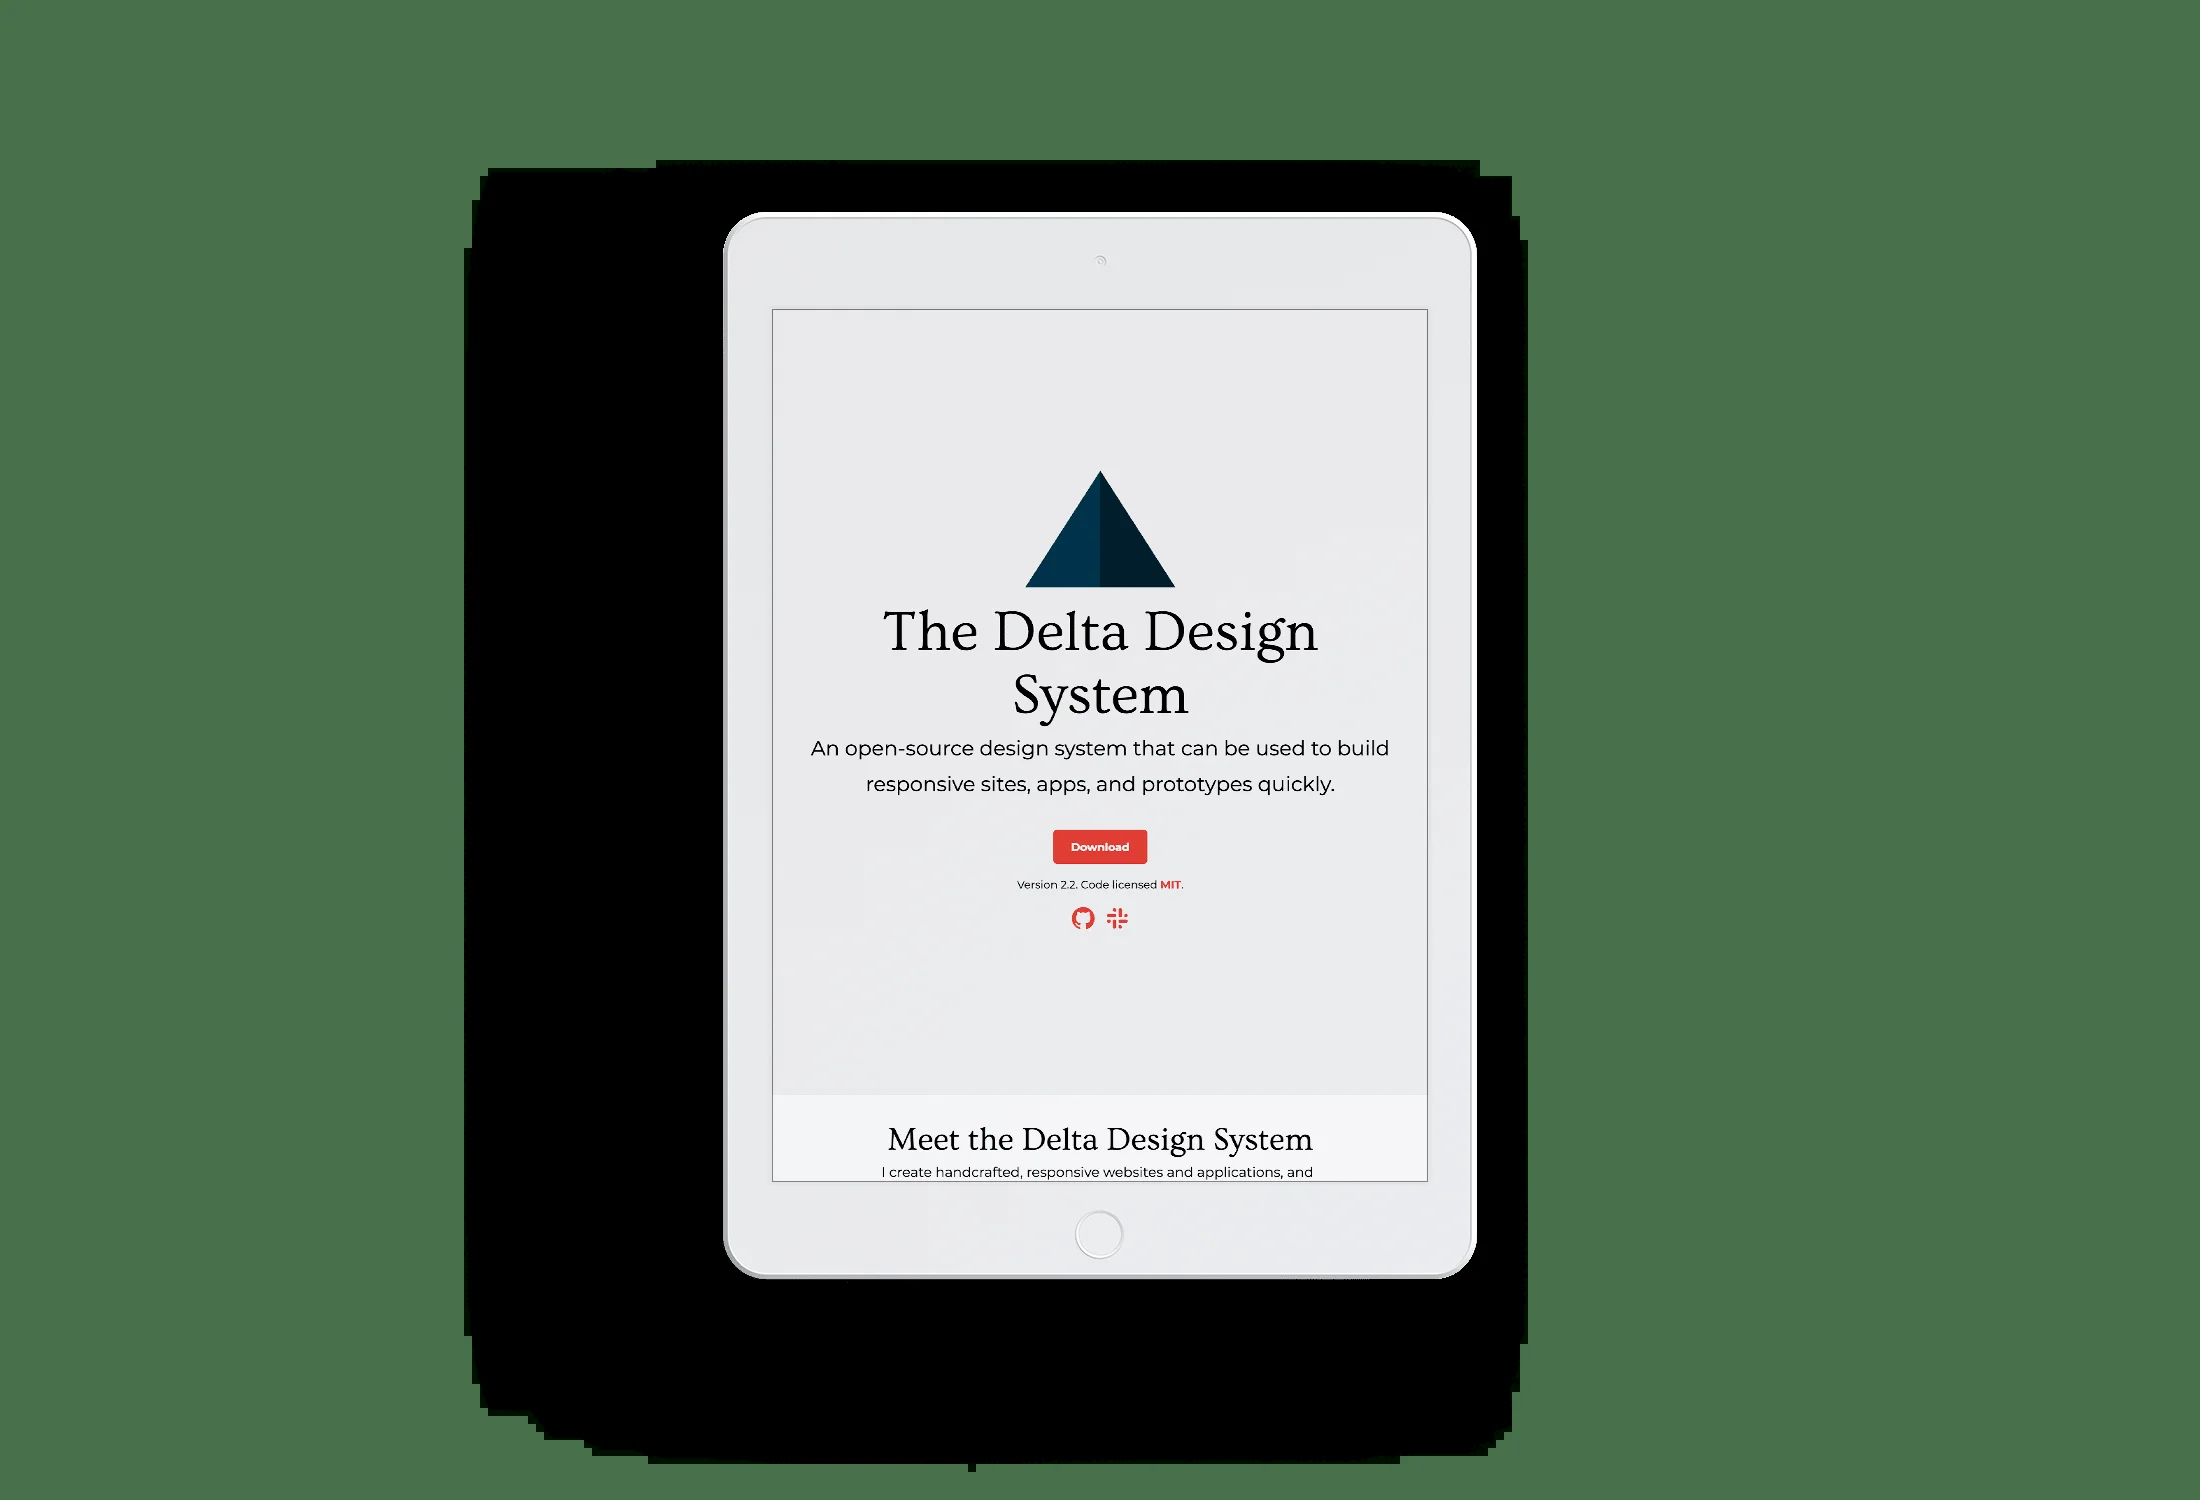 The Delta Design
System
An open-source design system that can be used to build
responsive sites, apps, and prototypes quickly.
Download
Version 2.2. Code licensed MIT.
Meet the Delta Design System
I create handcrafted, responsive websites and applications, and